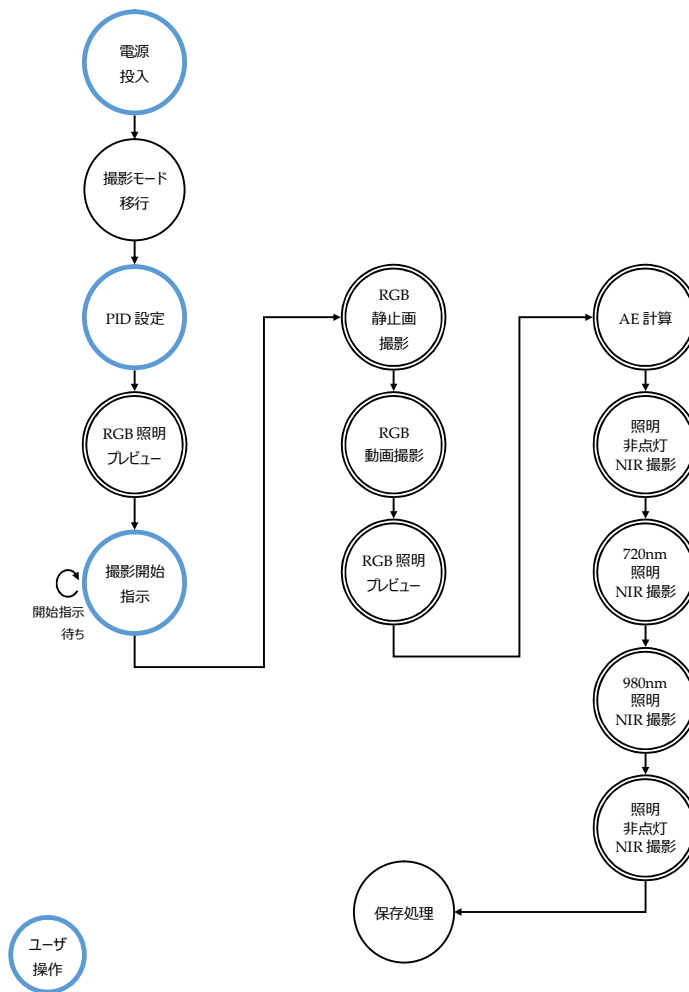 電源
投入
撮影モード
移行
PID 設定
RGB 照明
プレビュー
撮影開始
指示
開始指示
待ち
RGB
静止画
撮影
RGB
動画撮影
RGB 照明
プレビュー
AE 計算
照明
非点灯
NIR 撮影
720nm
照明
NIR 撮影
980nm
照明
NIR 撮影
照明
非点灯
NIR 撮影
保存処理
ユーザ
操作